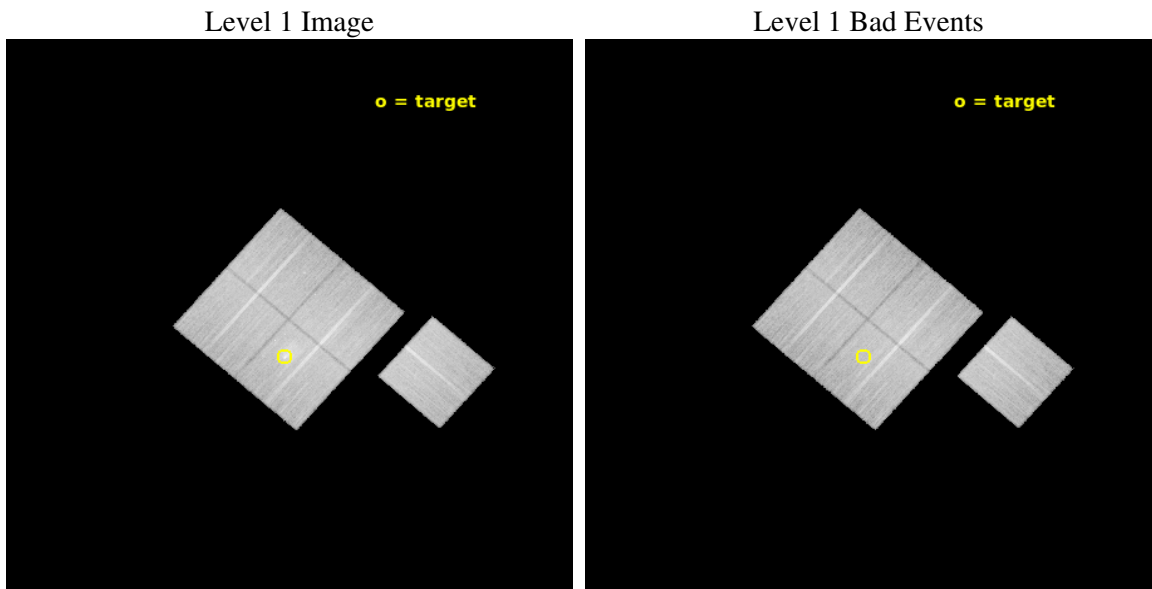 Level 1 Image
Level 1 Bad Events
o = target
o = target